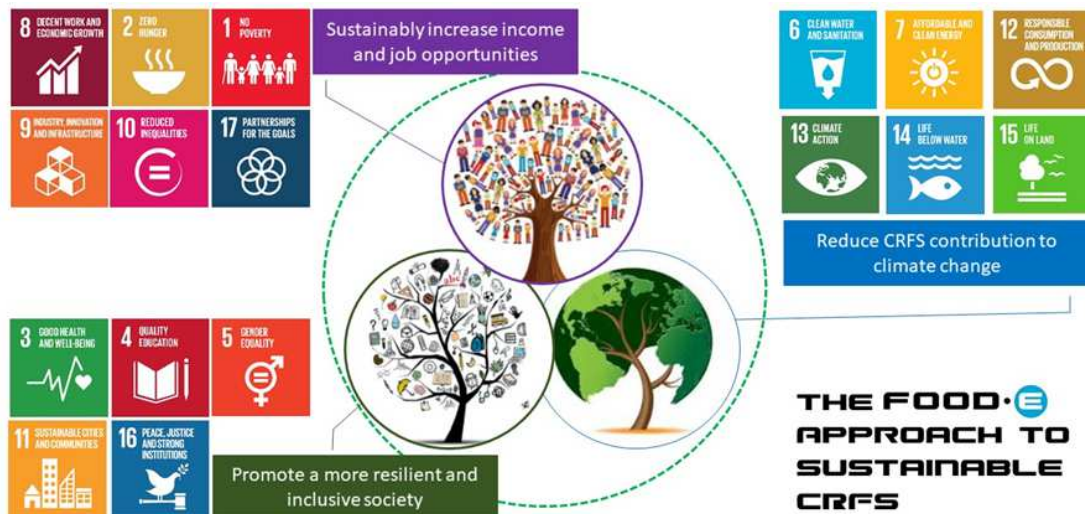 8 DECENT WORK AND
ECONOMIC GROWTH
2 ZERO
HUNGER
1 NO
POVERTY
9 INDUSTRY, INNOVATION
AND INFRASTRUCTURE
10 REDUCED
INEQUALITIES
17 PARTNERSHIPS
FOR THE GOALS
Sustainably increase income
and job opportunities
6 CLEAN WATER
AND SANITATION
7 AFFORDABLE AND
CLEAN ENERGY
12 RESPONSIBLE
CONSUMPTION
AND PRODUCTION
13 CLIMATE
ACTION
14 LIFE
BELOW WATER
15 LIFE
ON LAND
Reduce CRFS contribution to
climate change
abc
3 GOOD HEALTH
AND WELL-BEING
4 QUALITY
EDUCATION
5 GENDER
EQUALITY
11 SUSTAINABLE CITIES
AND COMMUNITIES
16 PEACE, JUSTICE
AND STRONG
INSTITUTIONS
Promote a more resilient and
inclusive society
THE FOOD·E
APPROACH TO
SUSTAINABLE
CRFS